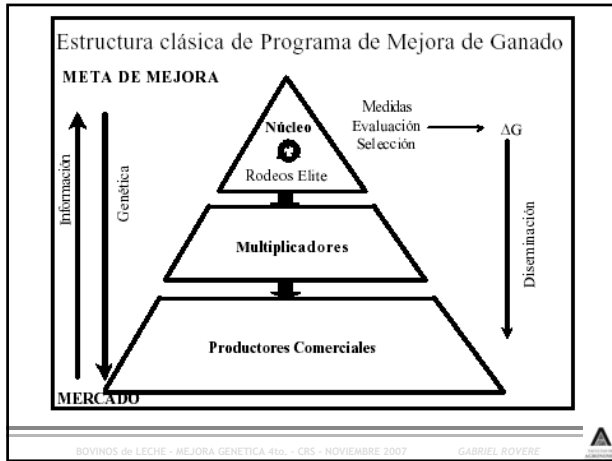 Estructura clásica de Programa de Mejora de Ganado
META DE MEJORA
Núcleo
Rodeos Elite
Medidas
Evaluación
Selección
ΔG
Información
Genética
Diseminación
Multiplicadores
Productores Comerciales
MERCADO
BOVINOS de LECHE - MEJORA GENETICA 4to. - CRS - NOVIEMBRE 2007 GABRIEL ROVERE
AGRONOMIA